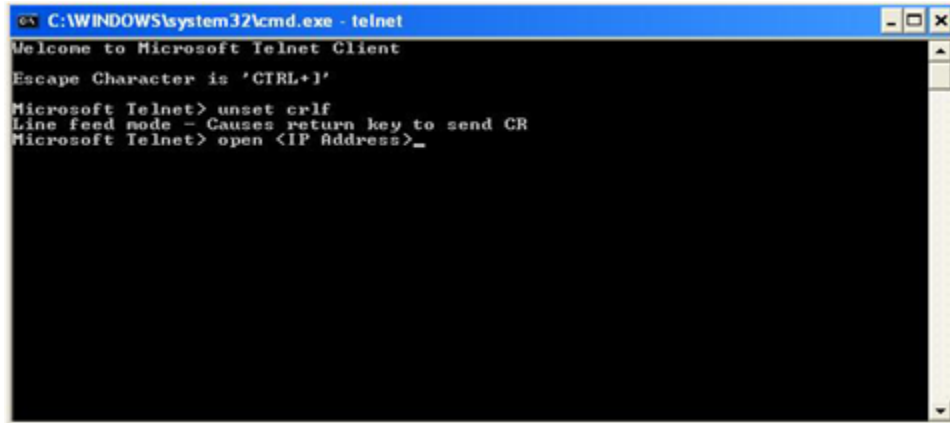 C:\WINDOWS\system32\cmd.exe - telnet
Welcome to Microsoft Telnet Client
Escape Character is 'CTRL+]'
Microsoft Telnet> unset crlf
Line feed mode - Causes return key to send CR
Microsoft Telnet> open <IP Address>_